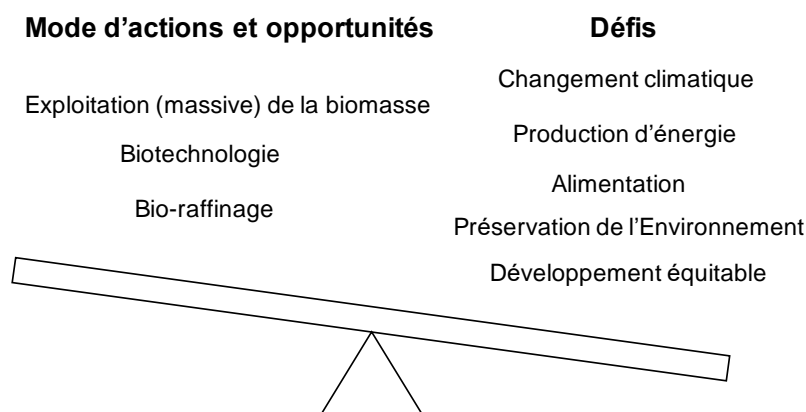 Mode d’actions et opportunités
Exploitation (massive) de la biomasse
Biotechnologie
Bio-raffinage
Défis
Changement climatique
Production d’énergie
Alimentation
Préservation de l’Environnement
Développement équitable